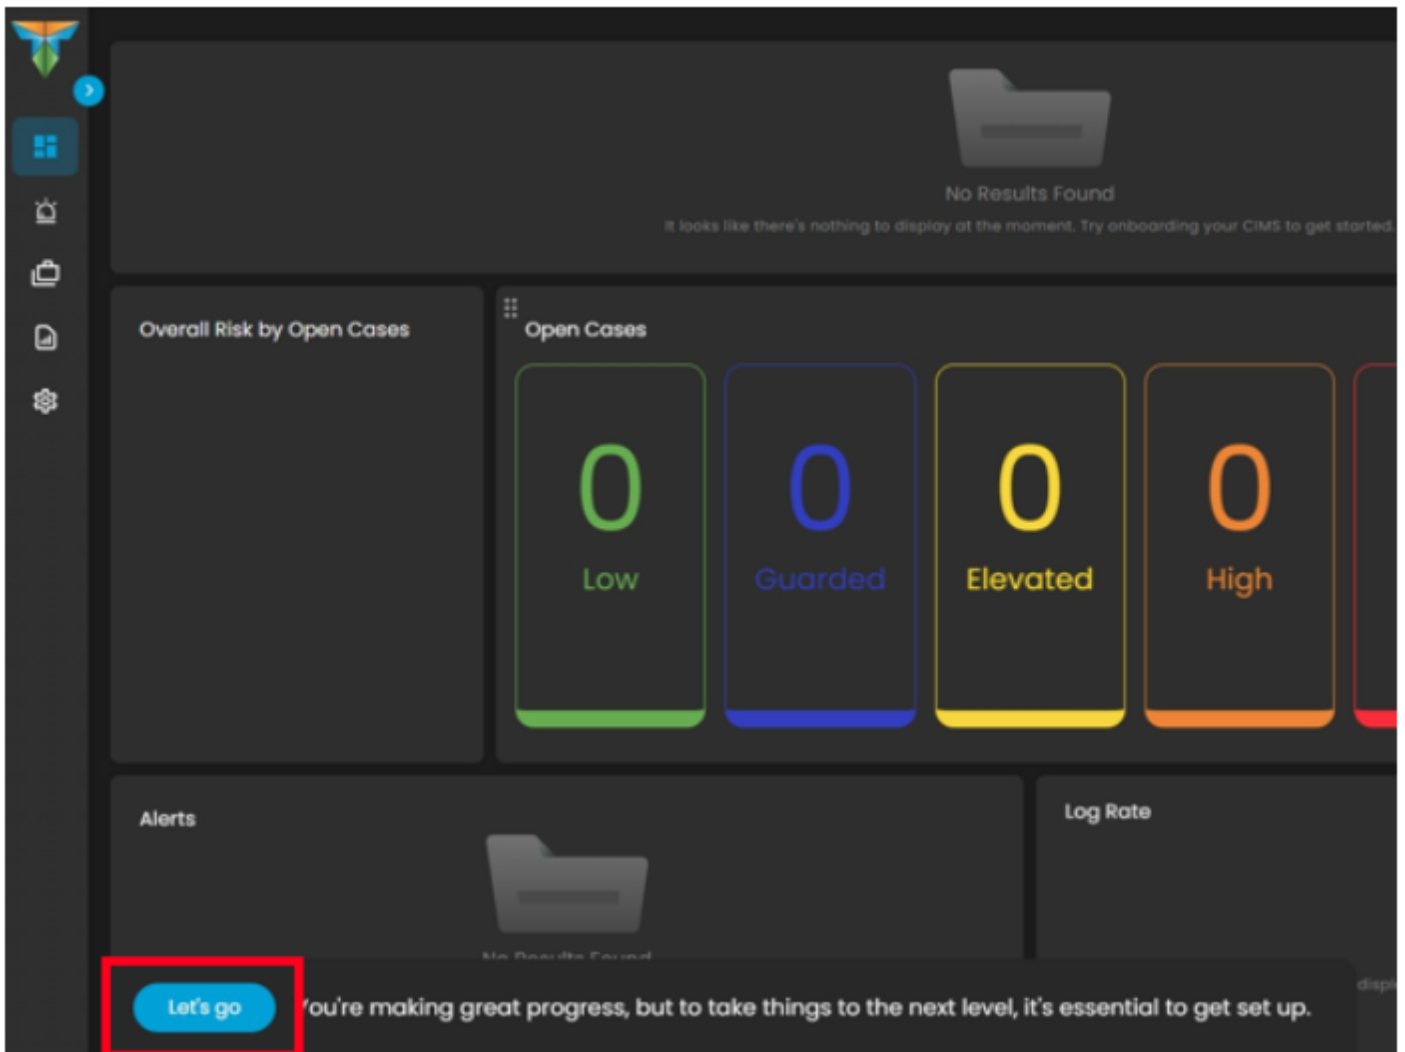 No Results Found
It looks like there's nothing to display at the moment. Try onboarding your CIMS to get started.
Overall Risk by Open Cases
Open Cases
0
Low
0
Guarded
0
Elevated
0
High
Alerts
Log Rate
No Results Found
Let's go
You're making great progress, but to take things to the next level, it's essential to get set up.